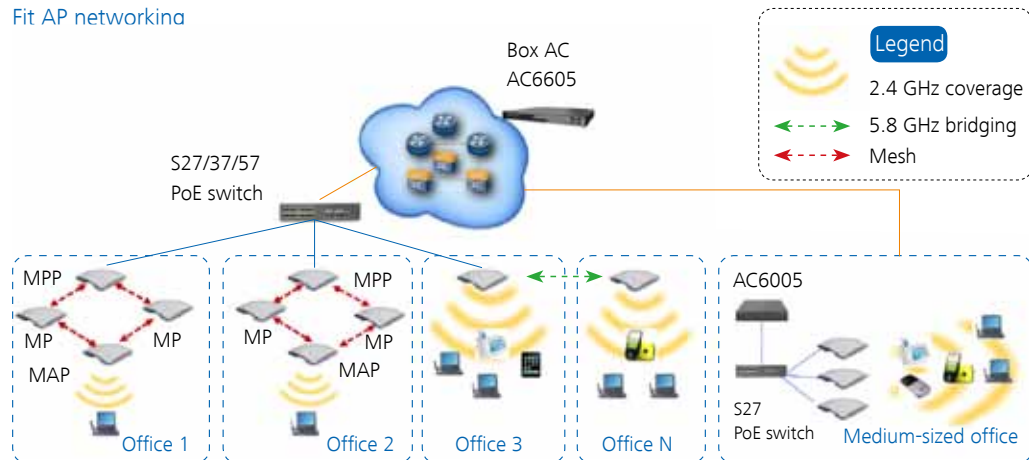 Fit AP networking
Box AC
AC6605
Legend
2.4 GHz coverage
5.8 GHz bridging
Mesh
S27/37/57
PoE switch
MPP
MP
MP
MAP
Office 1
MPP
MP
MP
MAP
Office 2
Office 3
Office N
AC6005
S27
PoE switch
Medium-sized office